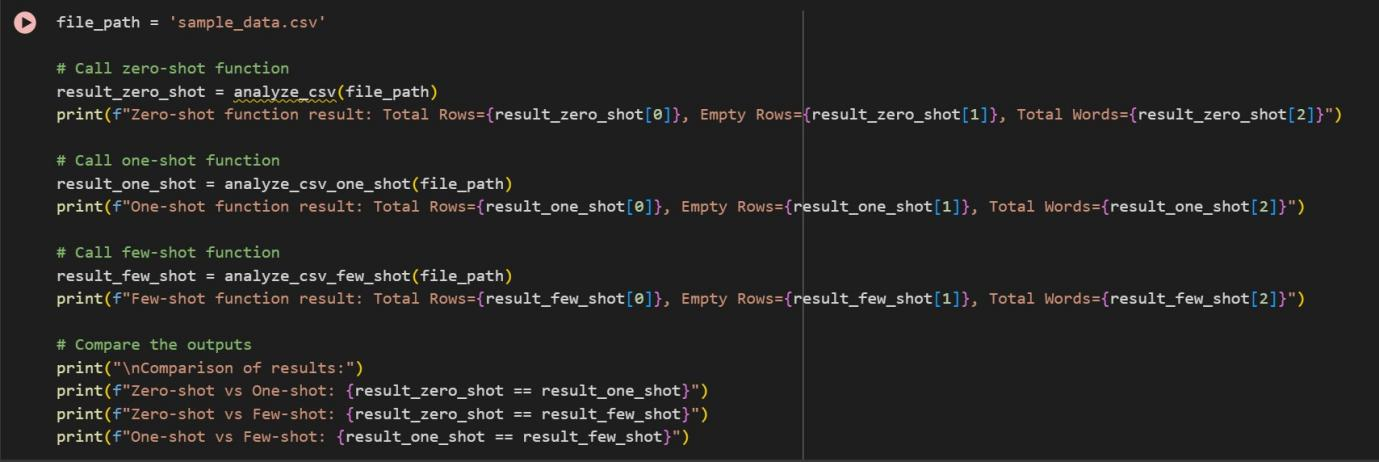 file_path = 'sample_data.csv'
# Call zero-shot function
result_zero_shot = analyze_csv(file_path)
print(f"Zero-shot function result: Total Rows={result_zero_shot[0]}, Empty Rows={result_zero_shot[1]}, Total Words={result_zero_shot[2]}")
# Call one-shot function
result_one_shot = analyze_csv_one_shot(file_path)
print(f"One-shot function result: Total Rows={result_one_shot[0]}, Empty Rows={result_one_shot[1]}, Total Words={result_one_shot[2]}")
# Call few-shot function
result_few_shot = analyze_csv_few_shot(file_path)
print(f"Few-shot function result: Total Rows={result_few_shot[0]}, Empty Rows={result_few_shot[1]}, Total Words={result_few_shot[2]}")
# Compare the outputs
print("\nComparison of results:")
print(f"Zero-shot vs One-shot: {result_zero_shot == result_one_shot}")
print(f"Zero-shot vs Few-shot: {result_zero_shot == result_few_shot}")
print(f"One-shot vs Few-shot: {result_one_shot == result_few_shot}")